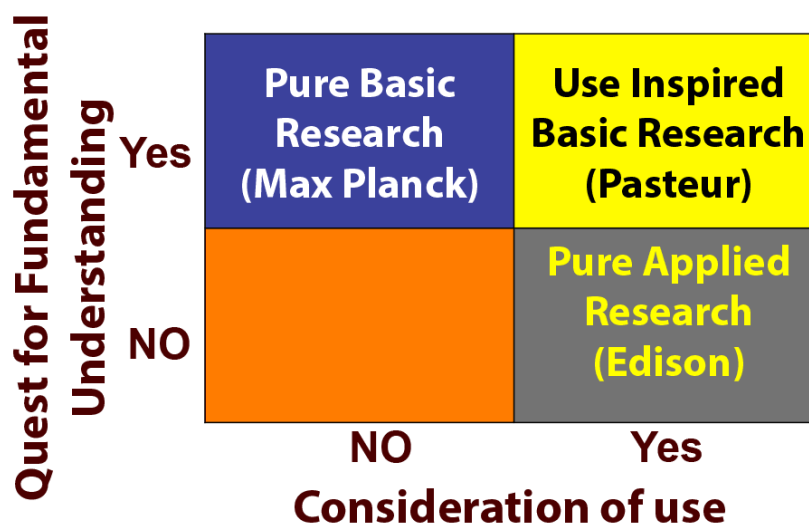 Quest for Fundamental
Understanding
Yes
NO
Pure Basic
Research
(Max Planck)
Use Inspired
Basic Research
(Pasteur)
Pure Applied
Research
(Edison)
NO
Yes
Consideration of use